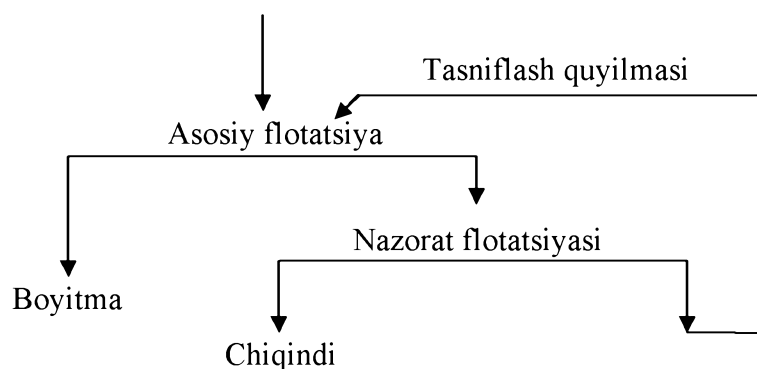 Tasniflash quyilmasi
Asosiy flotatsiya
Nazorat flotatsiyasi
Boyitma
Chiqindi